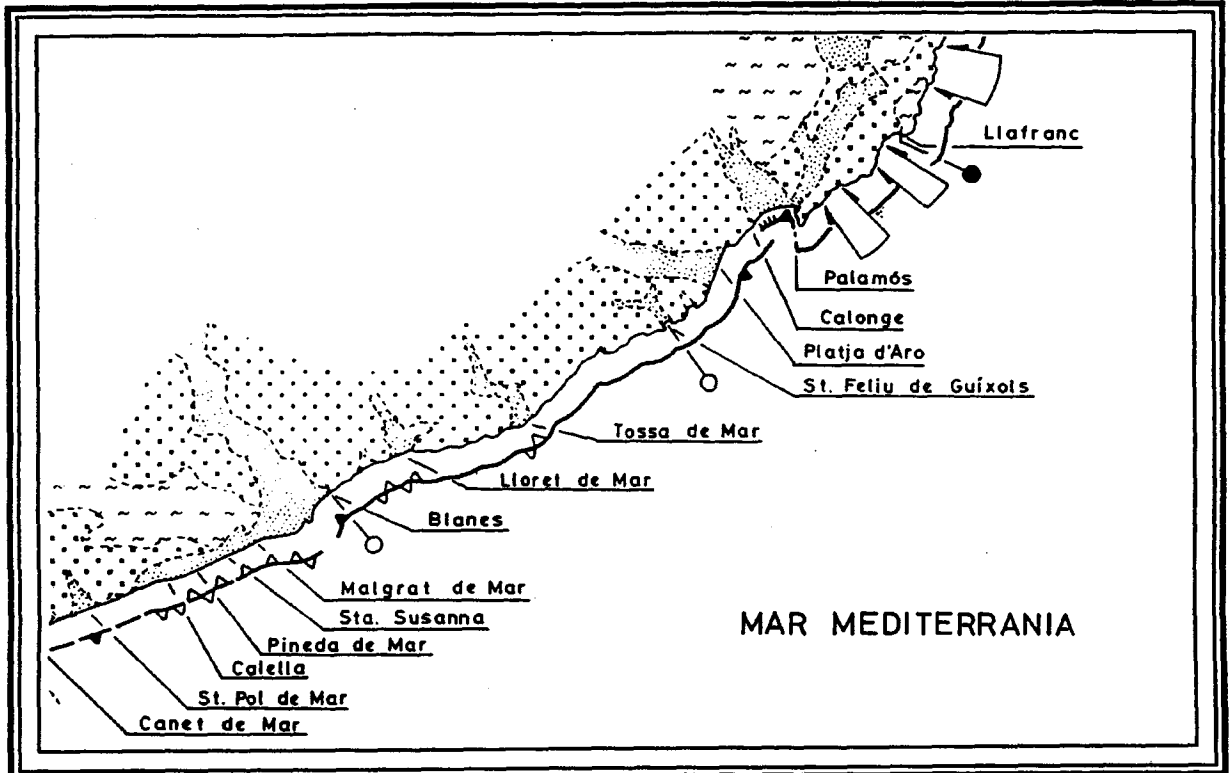 Llafranc
Palamós
Calonge
Platja d'Aro
St. Feliu de Guíxols
Tossa de Mar
Lloret de Mar
Blanes
Malgrat de Mar
Sta. Susanna
Pineda de Mar
Calella
St. Pol de Mar
Canet de Mar
MAR MEDITERRANIA